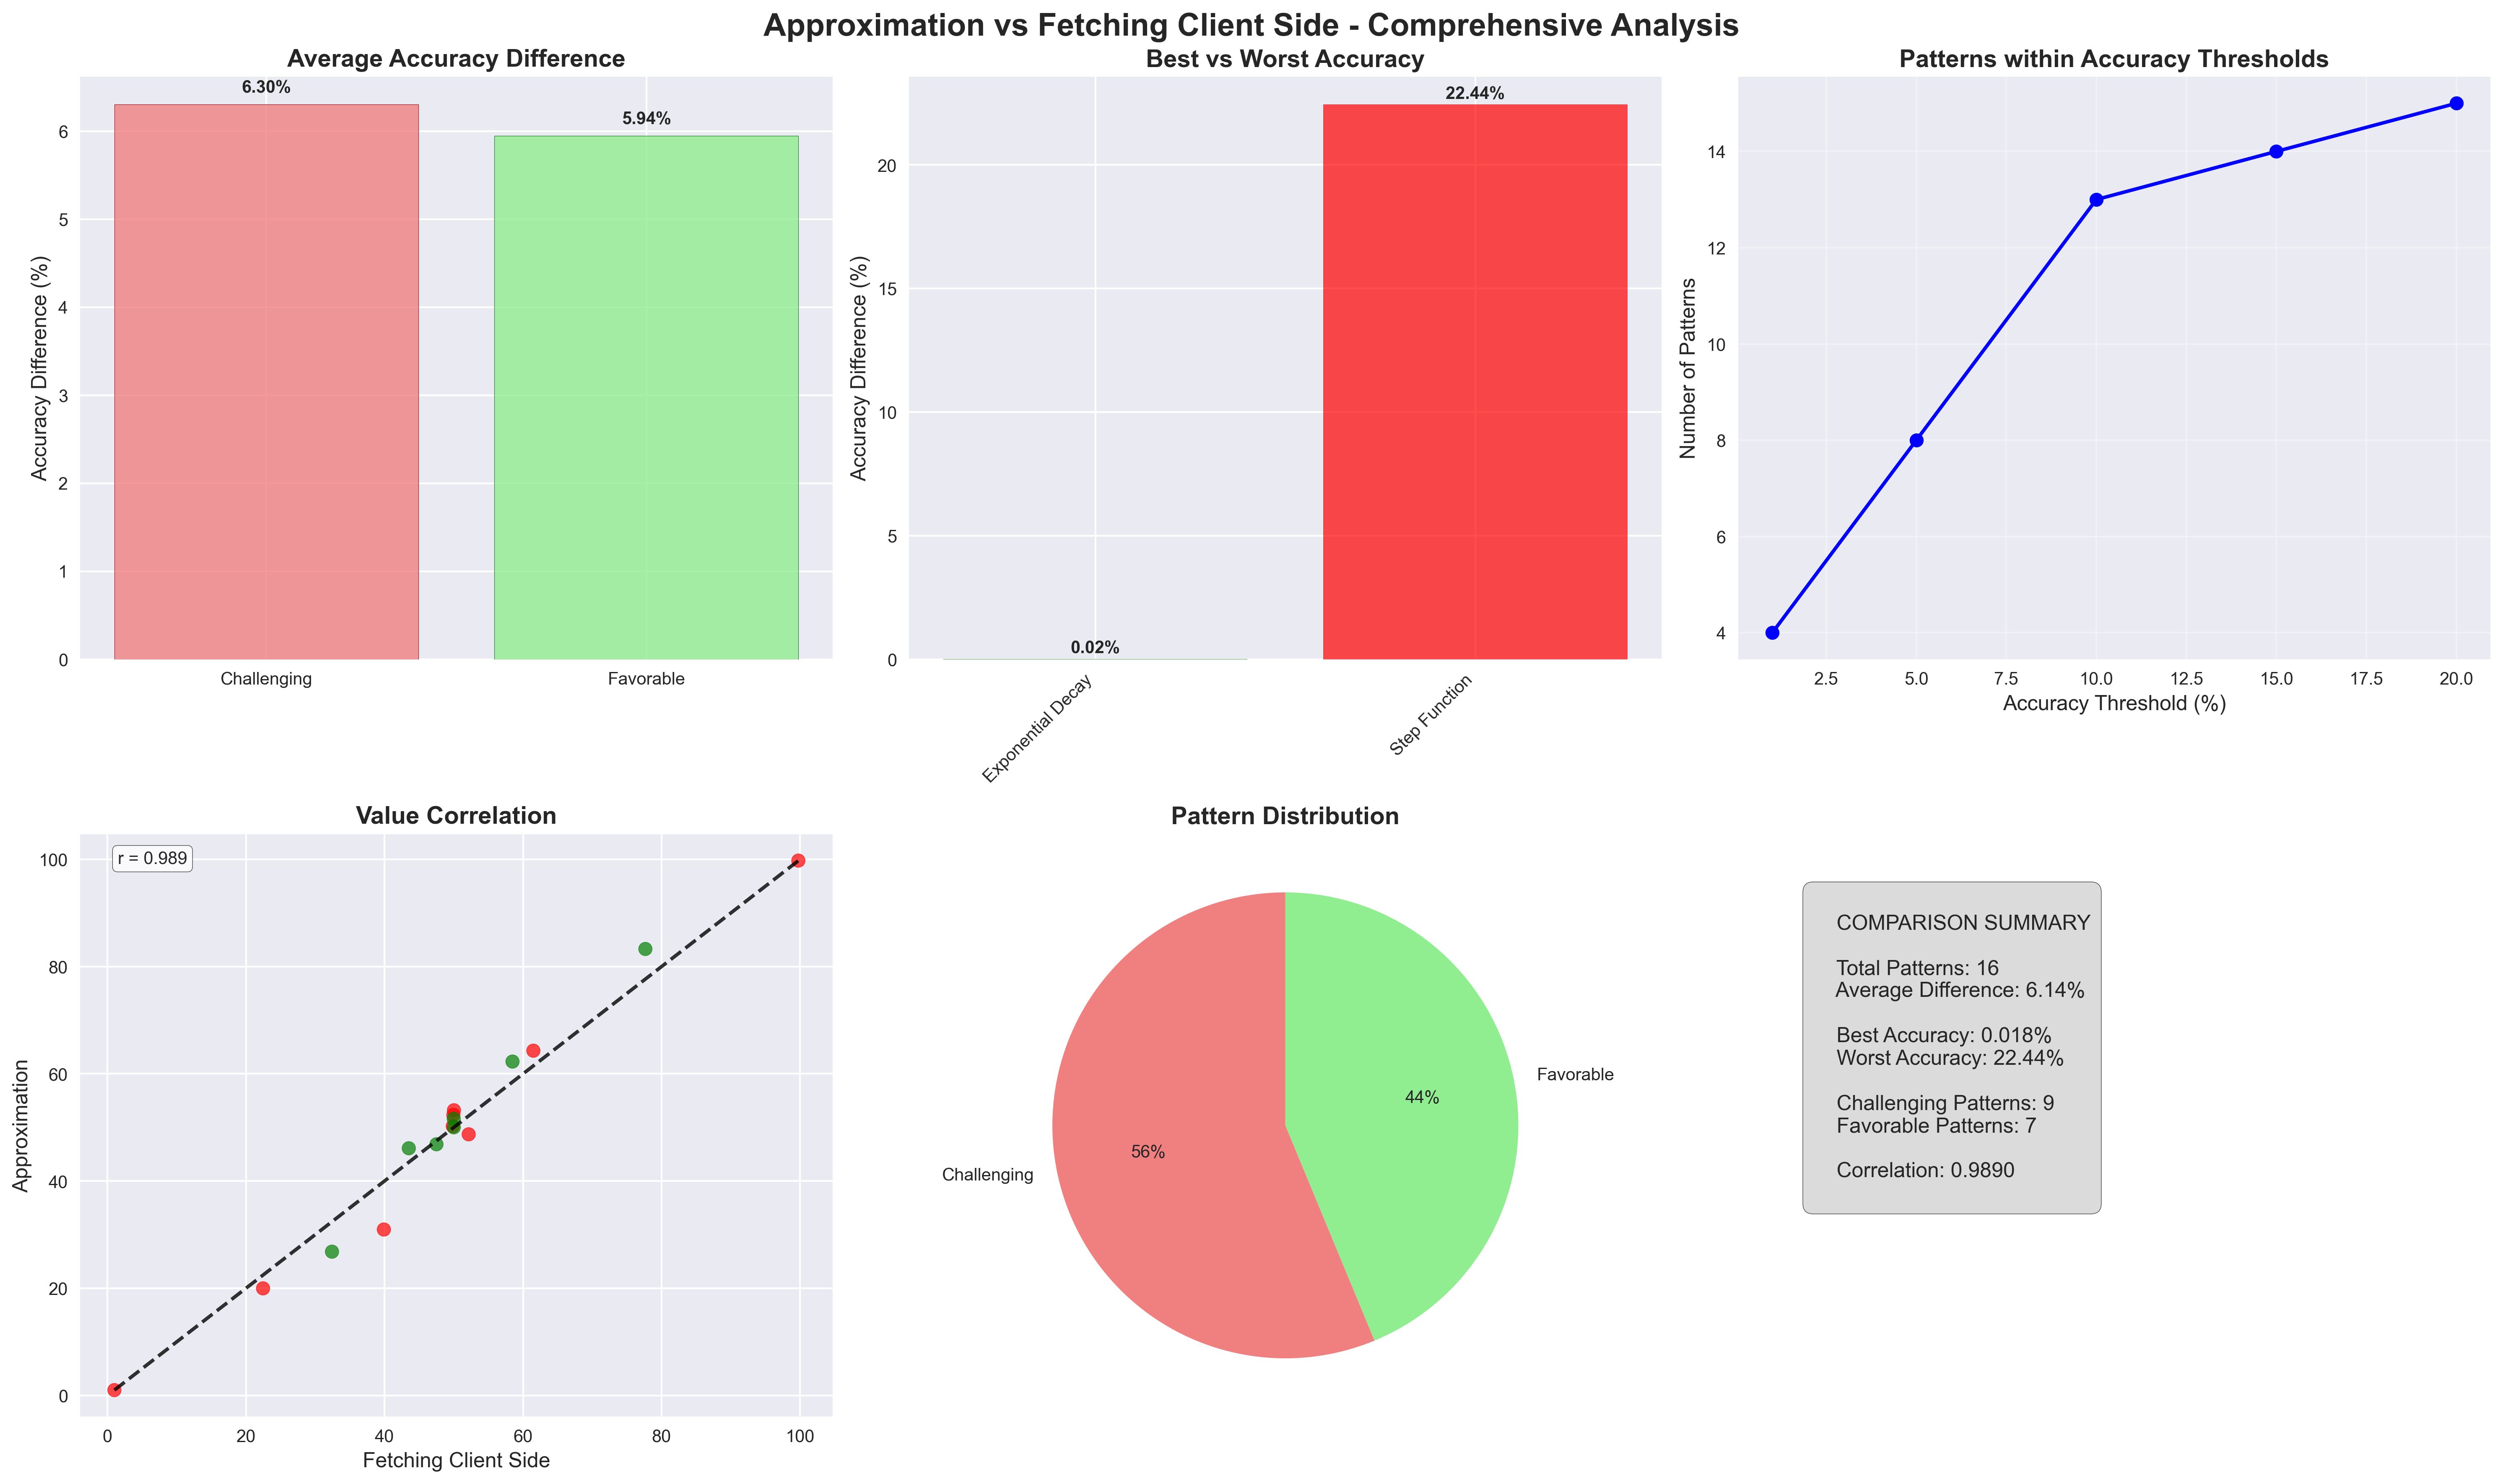 Approximation vs Fetching Client Side - Comprehensive Analysis
Average Accuracy Difference
Accuracy Difference (%)
6
5
4
3
2
1
0
6.30%
5.94%
Challenging
Favorable
Best vs Worst Accuracy
Accuracy Difference (%)
20
15
10
5
0
0.02%
22.44%
Exponential Decay
Step Function
Patterns within Accuracy Thresholds
Number of Patterns
14
12
10
8
6
4
2.5 5.0 7.5 10.0 12.5 15.0 17.5 20.0
Accuracy Threshold (%)
Value Correlation
r = 0.989
Approximation
100
80
60
40
20
0
0 20 40 60 80 100
Fetching Client Side
Pattern Distribution
44%
Favorable
56%
Challenging
COMPARISON SUMMARY
Total Patterns: 16
Average Difference: 6.14%
Best Accuracy: 0.018%
Worst Accuracy: 22.44%
Challenging Patterns: 9
Favorable Patterns: 7
Correlation: 0.9890